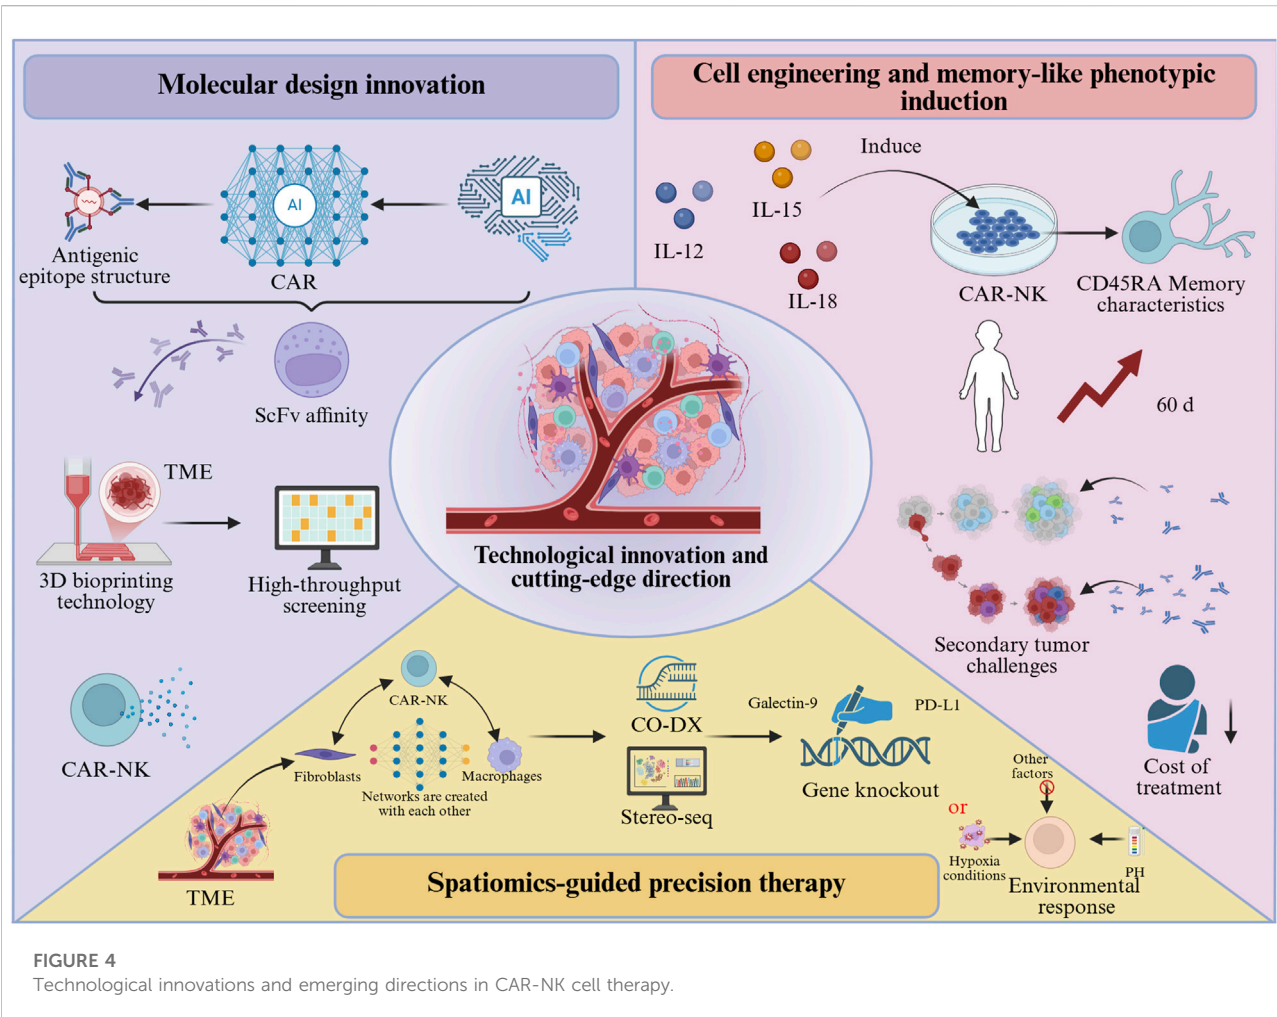 Molecular design innovation
AI
AI
Antigenic
epitope structure
CAR
ScFv affinity
TME
3D bioprinting
technology
High-throughput
screening
CAR-NK
Cell engineering and memory-like phenotypic
induction
IL-12
IL-15
IL-18
Induce
CAR-NK
CD45RA Memory
characteristics
60 d
Secondary tumor
challenges
Cost of
treatment
Technological innovation and
cutting-edge direction
TME
Fibroblasts
CAR-NK
Macrophages
Networks are created
with each other
CO-DX
Stereo-seq
Galectin-9
PD-L1
Gene knockout
Other
factors
or
Hypoxia
conditions
PH
Environmental
response
Spatiomics-guided precision therapy
FIGURE 4
Technological innovations and emerging directions in CAR-NK cell therapy.